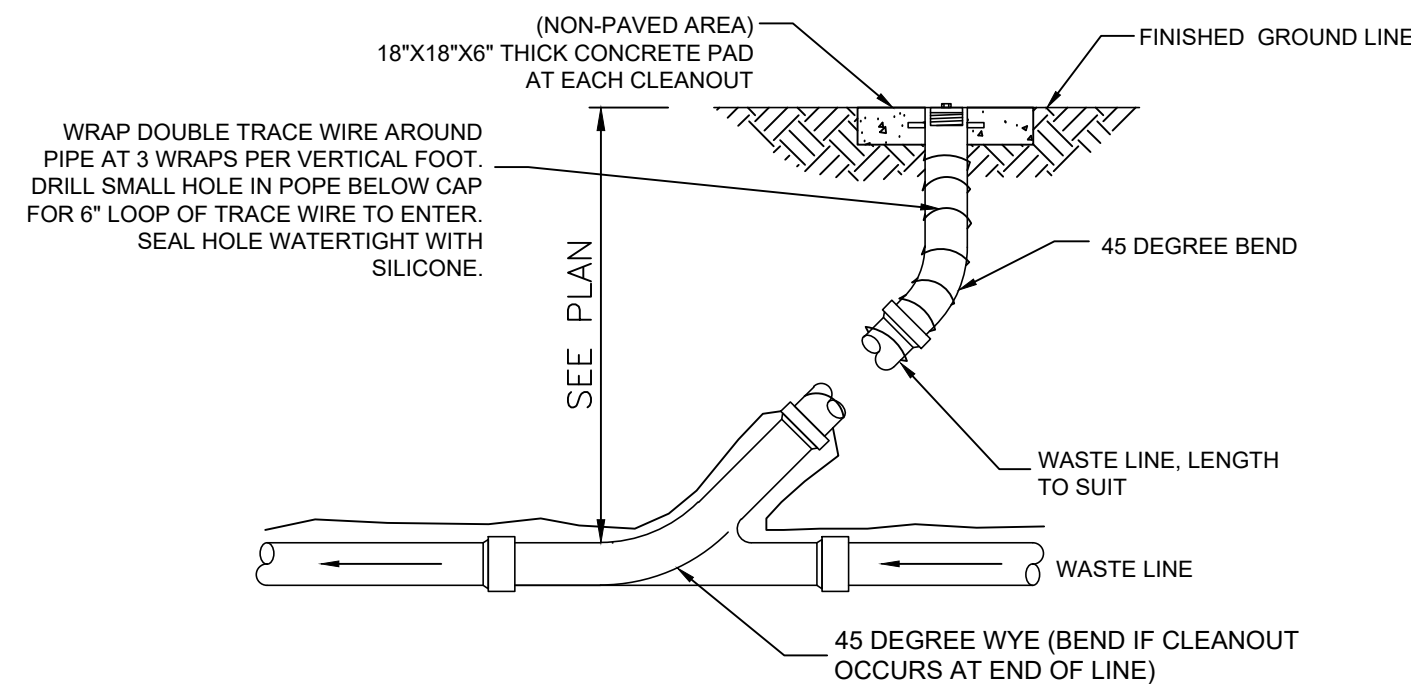 (NON-PAVED AREA)
18"X18"X6" THICK CONCRETE PAD
AT EACH CLEANOUT
FINISHED GROUND LINE
WRAP DOUBLE TRACE WIRE AROUND
PIPE AT 3 WRAPS PER VERTICAL FOOT.
DRILL SMALL HOLE IN POPE BELOW CAP
FOR 6" LOOP OF TRACE WIRE TO ENTER.
SEAL HOLE WATERTIGHT WITH
SILICONE.
SEE PLAN
45 DEGREE BEND
WASTE LINE, LENGTH
TO SUIT
WASTE LINE
45 DEGREE WYE (BEND IF CLEANOUT
OCCURS AT END OF LINE)